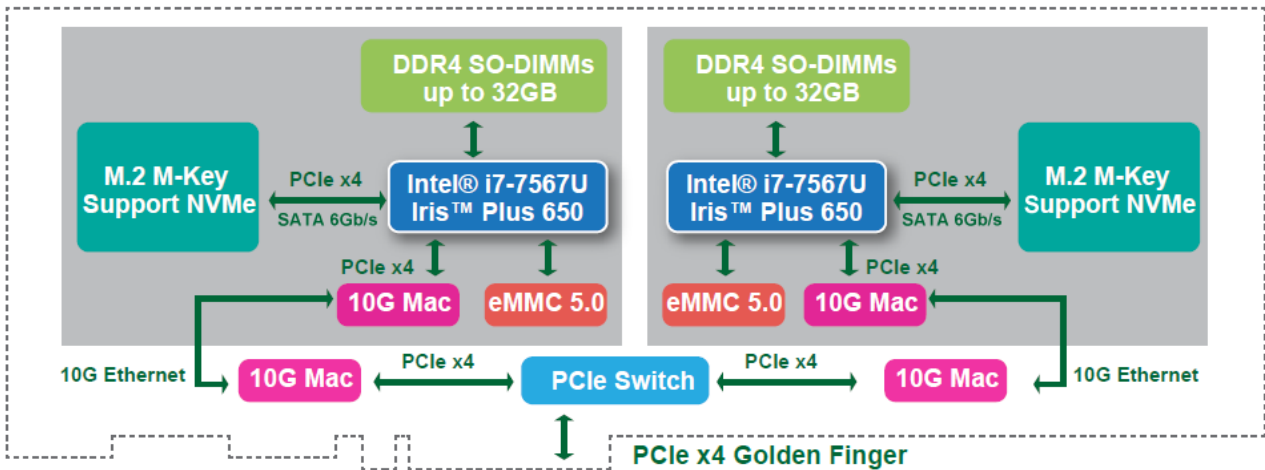 DDR4 SO-DIMMs
up to 32GB
DDR4 SO-DIMMs
up to 32GB
M.2 M-Key
Support NVMe
PCIe x4
SATA 6Gb/s
Intel® i7-7567U
Iris™ Plus 650
Intel® i7-7567U
Iris™ Plus 650
PCIe x4
SATA 6Gb/s
M.2 M-Key
Support NVMe
PCIe x4
PCIe x4
10G Mac
eMMC 5.0
eMMC 5.0
10G Mac
10G Ethernet
10G Mac
PCIe x4
PCIe Switch
PCIe x4
10G Mac
10G Ethernet
PCIe x4 Golden Finger